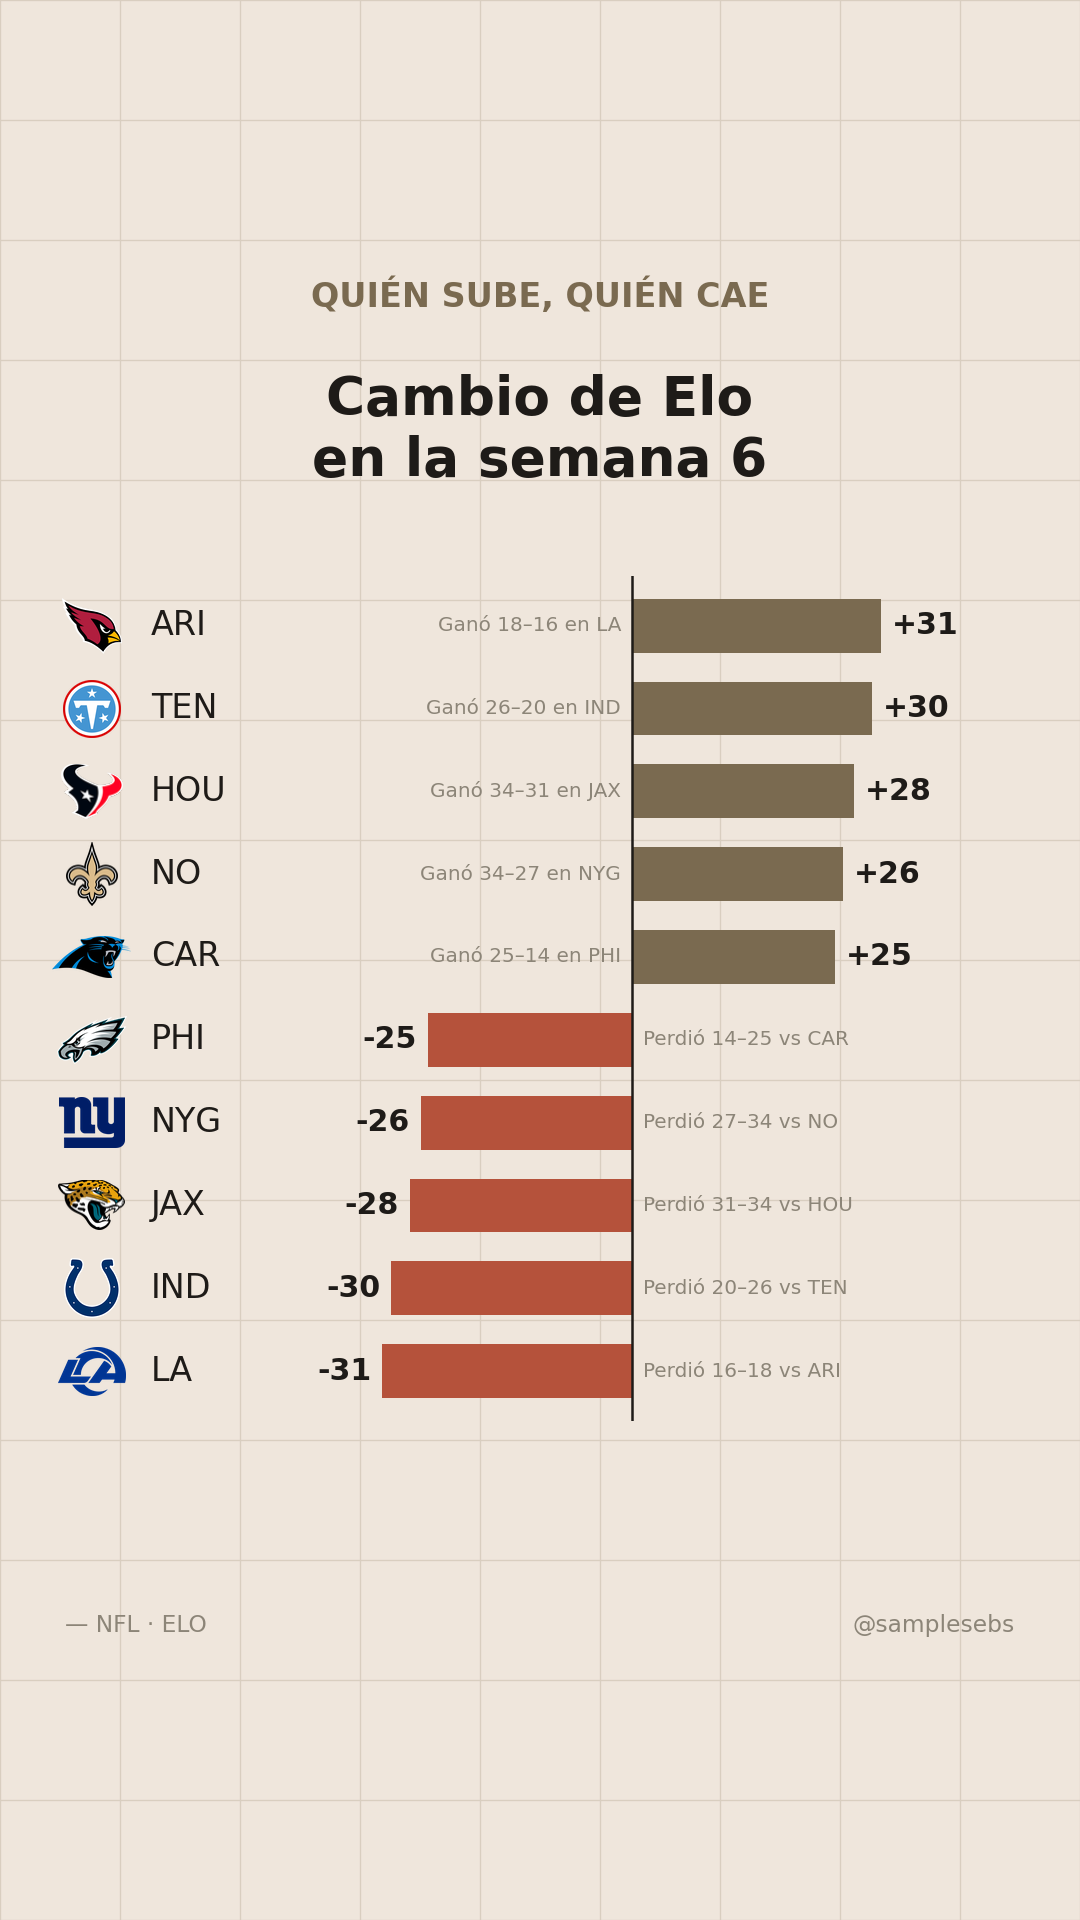 QUIÉN SUBE, QUIÉN CAE
Cambio de Elo
en la semana 6
ARI Ganó 18–16 en LA +31
TEN Ganó 26–20 en IND +30
HOU Ganó 34–31 en JAX +28
NO Ganó 34–27 en NYG +26
CAR Ganó 25–14 en PHI +25
PHI -25 Perdió 14–25 vs CAR
ny NYG -26 Perdió 27–34 vs NO
JAX -28 Perdió 31–34 vs HOU
IND -30 Perdió 20–26 vs TEN
LA LA -31 Perdió 16–18 vs ARI
— NFL · ELO @samplesebs